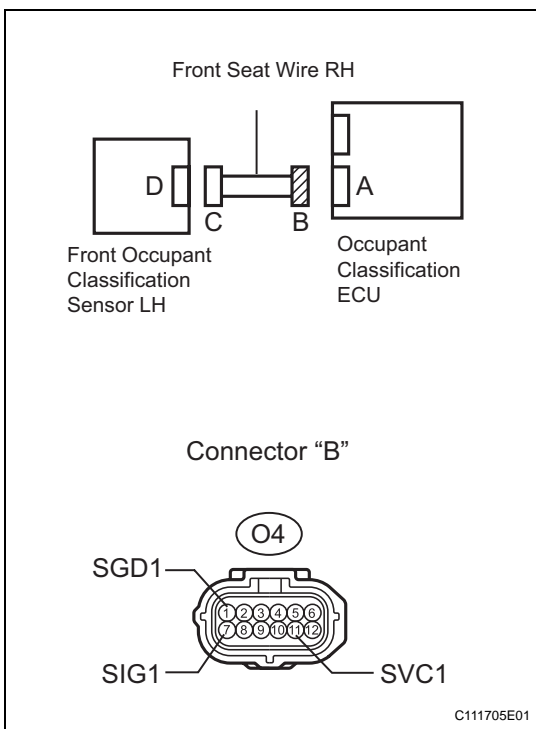 Front Seat Wire RH
D
C
B
A
Front Occupant
Classification
Sensor LH
Occupant
Classification
ECU
Connector “B”
O4
SGD1
1 2 3 4 5 6
7 8 9 10 11 12
SIG1
SVC1
C111705E01